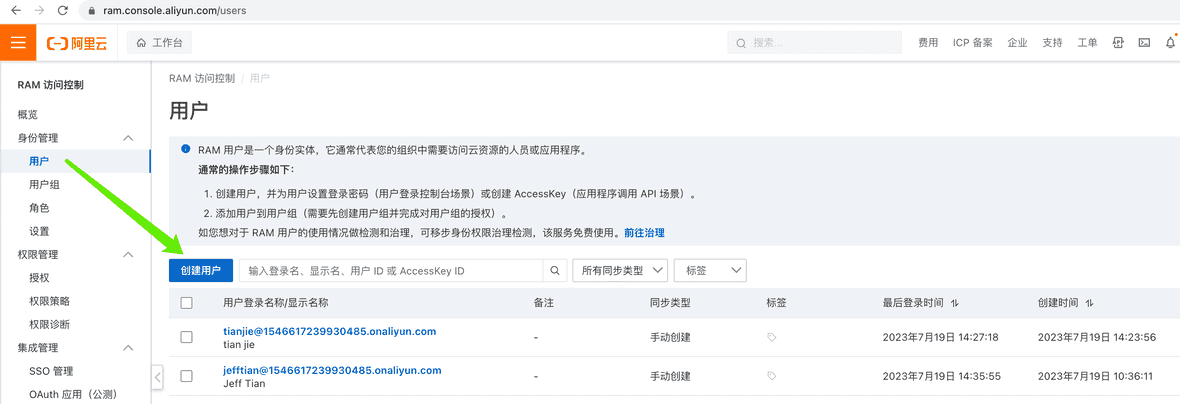 ram.console.aliyun.com/users
阿里云
工作台
搜索...
费用 ICP 备案 企业 支持 工单
RAM 访问控制
概览
身份管理
用户
用户组
角色
设置
权限管理
授权
权限策略
权限诊断
集成管理
SSO 管理
OAuth 应用（公测）
RAM 访问控制 / 用户
用户
RAM 用户是一个身份实体，它通常代表您的组织中需要访问云资源的人员或应用程序。
通常的操作步骤如下：
1. 创建用户，并为用户设置登录密码（用户登录控制台场景）或创建 AccessKey（应用程序调用 API 场景）。
2. 添加用户到用户组（需要先创建用户组并完成对用户组的授权）。
如您想对于 RAM 用户的使用情况做检测和治理，可移步身份权限治理检测，该服务免费使用。前往治理
创建用户 输入登录名、显示名、用户 ID 或 AccessKey ID 所有同步类型 标签
用户登录名称/显示名称 备注 同步类型 标签 最后登录时间 创建时间
tianjie@1546617239930485.onaliyun.com - 手动创建 2023年7月19日 14:27:18 2023年7月19日 14:23:56
tian jie
jefftian@1546617239930485.onaliyun.com - 手动创建 2023年7月19日 14:35:55 2023年7月19日 10:36:11
Jeff Tian